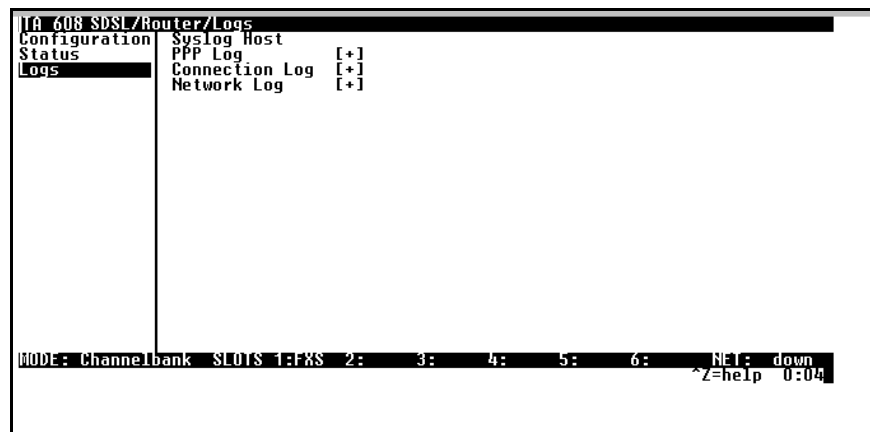 TA 608 SDSL/Router/Logs
Configuration Syslog Host
Status PPP Log [+]
Logs Connection Log [+]
Network Log [+]
MODE: Channelbank SLOTS 1:FXS 2: 3: 4: 5: 6: NET: down
^Z=help 0:04